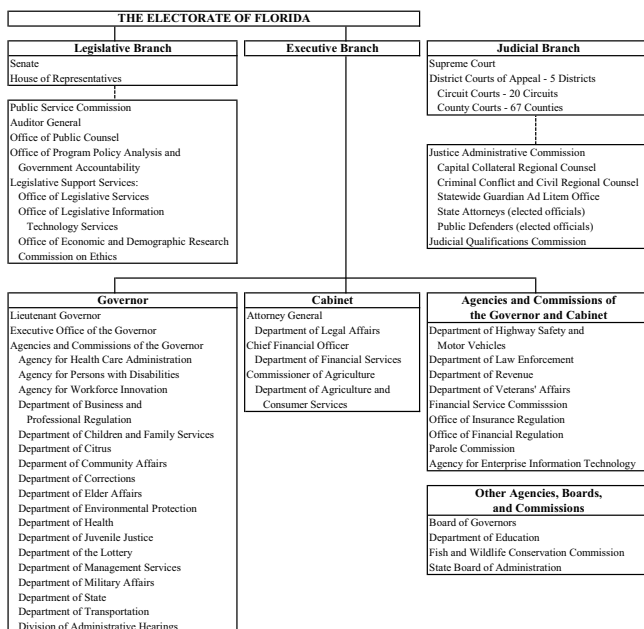 THE ELECTORATE OF FLORIDA
Legislative Branch
Senate
House of Representatives
Public Service Commission
Auditor General
Office of Public Counsel
Office of Program Policy Analysis and
Government Accountability
Legislative Support Services:
Office of Legislative Services
Office of Legislative Information
Technology Services
Office of Economic and Demographic Research
Commission on Ethics
Executive Branch
Judicial Branch
Supreme Court
District Courts of Appeal - 5 Districts
Circuit Courts - 20 Circuits
County Courts - 67 Counties
Justice Administrative Commission
Capital Collateral Regional Counsel
Criminal Conflict and Civil Regional Counsel
Statewide Guardian Ad Litem Office
State Attorneys (elected officials)
Public Defenders (elected officials)
Judicial Qualifications Commission
Governor
Lieutenant Governor
Executive Office of the Governor
Agencies and Commissions of the Governor
Agency for Health Care Administration
Agency for Persons with Disabilities
Agency for Workforce Innovation
Department of Business and
Professional Regulation
Department of Children and Family Services
Department of Citrus
Deparment of Community Affairs
Department of Corrections
Department of Elder Affairs
Department of Environmental Protection
Department of Health
Department of Juvenile Justice
Department of the Lottery
Department of Management Services
Department of Military Affairs
Department of State
Department of Transportation
Division of Administrative Hearings
Cabinet
Attorney General
Department of Legal Affairs
Chief Financial Officer
Department of Financial Services
Commissioner of Agriculture
Department of Agriculture and
Consumer Services
Agencies and Commissions of
the Governor and Cabinet
Department of Highway Safety and
Motor Vehicles
Department of Law Enforcement
Department of Revenue
Department of Veterans' Affairs
Financial Service Commisssion
Office of Insurance Regulation
Office of Financial Regulation
Parole Commission
Agency for Enterprise Information Technology
Other Agencies, Boards,
and Commissions
Board of Governors
Department of Education
Fish and Wildlife Conservation Commission
State Board of Administration